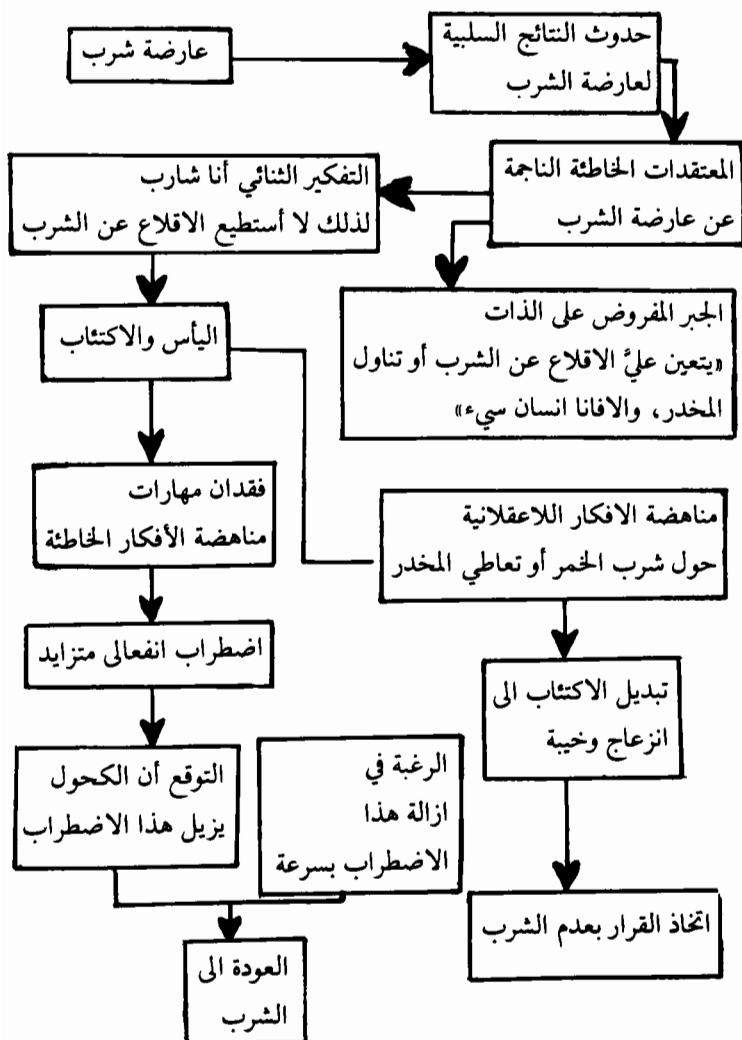 عارضة شرب
حدوث النتائج السلبية
لعارضة الشرب
المعتقدات الخاطئة الناجمة
عن عارضة الشرب
التفكير الثنائي أنا شارب
لذلك لا أستطيع الاقلاع عن الشرب
الجبر المفروض على الذات
«يتعين عليَّ الاقلاع عن الشرب أو تناول
المخدر، والافانا انسان سيء»
اليأس والاكتئاب
فقدان مهارات
مناهضة الأفكار الخاطئة
مناهضة الافكار اللاعقلانية
حول شرب الخمر أو تعاطي المخدر
اضطراب انفعالى متزايد
تبديل الاكتئاب الى
انزعاج وخيبة
التوقع أن الكحول
يزيل هذا الاضطراب
الرغبة في
ازالة هذا
الاضطراب بسرعة
اتخاذ القرار بعدم الشرب
العودة الى
الشرب